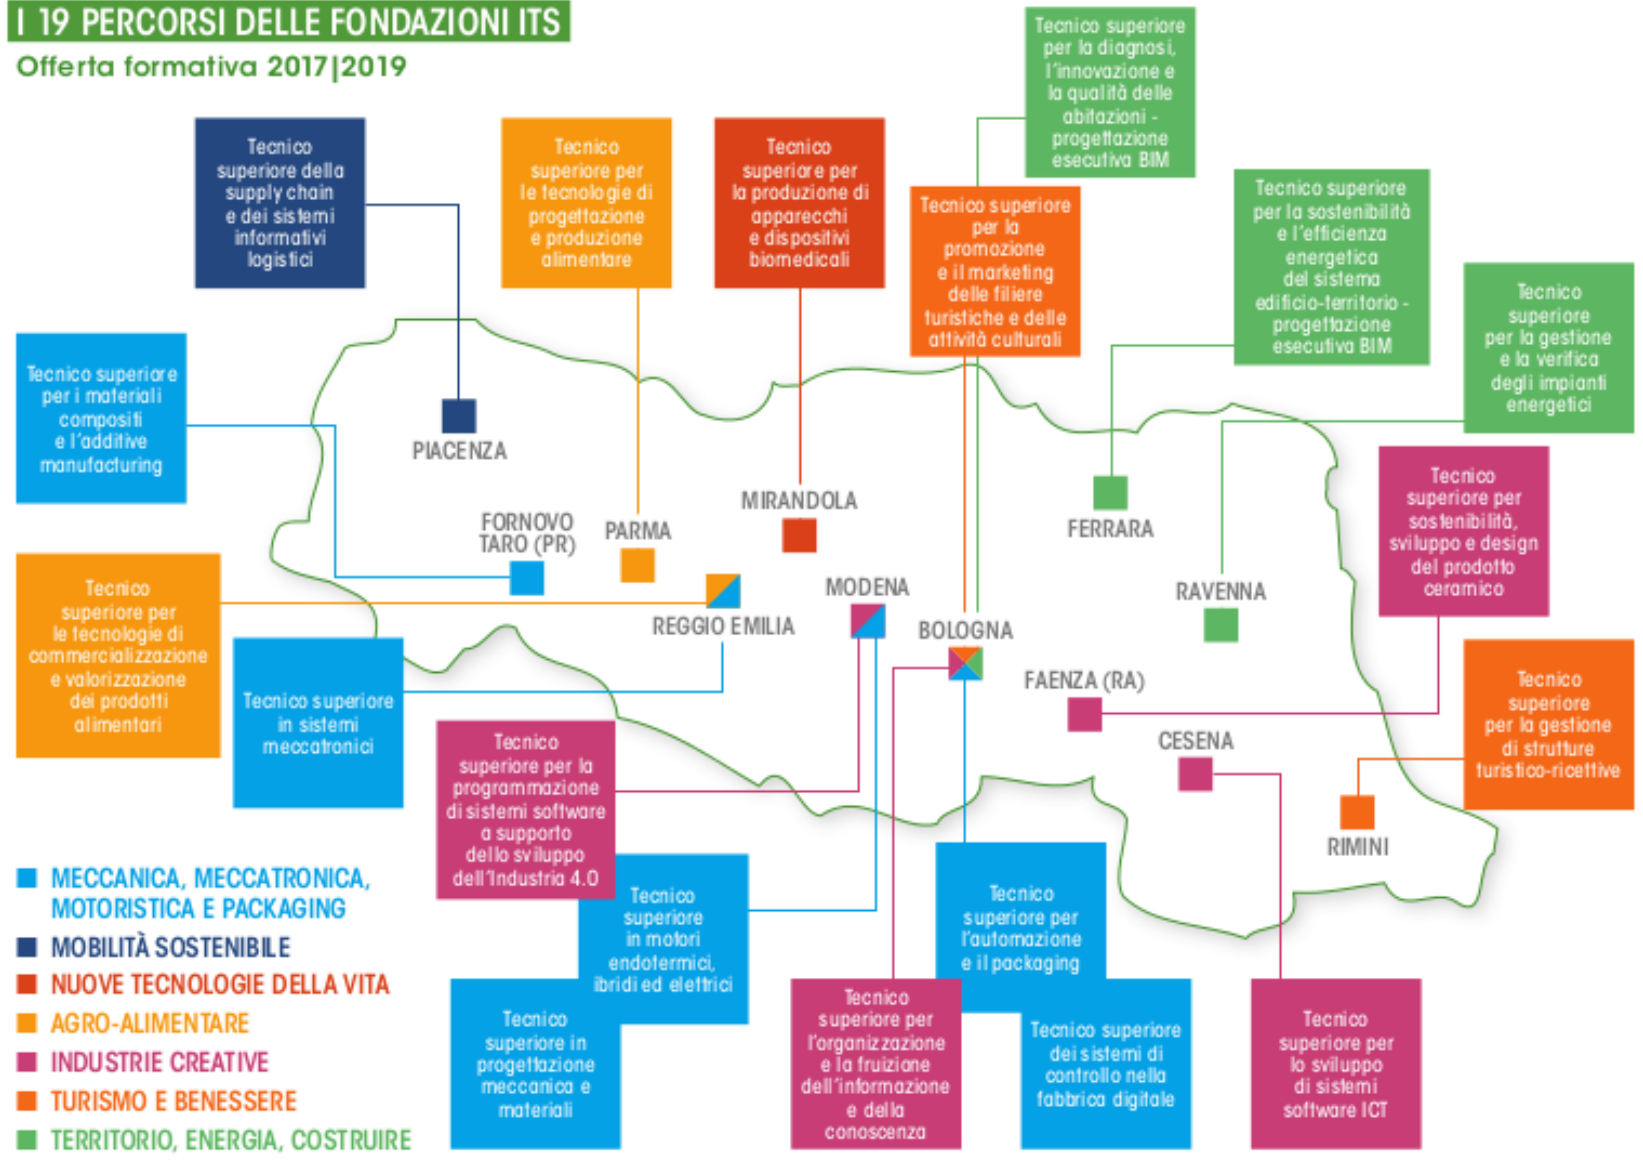 I 19 PERCORSI DELLE FONDAZIONI ITS
Offerta formativa 2017|2019
Tecnico superiore
per la diagnosi,
l'innovazione e
la qualità delle
abitazioni -
progettazione
esecutiva BIM
Tecnico
superiore della
supply chain
e dei sistemi
informativi
logistici
Tecnico
superiore per
le tecnologie di
progettazione
e produzione
alimentare
Tecnico
superiore per
la produzione di
apparecchi
e dispositivi
biomedicali
Tecnico superiore
per la
promozione
e il marketing
delle filiere
turistiche e delle
attività culturali
Tecnico superiore
per la sostenibilità
e l'efficienza
energetica
del sistema
edificio-territorio -
progettazione
esecutiva BIM
Tecnico
superiore
per la gestione
e la verifica
degli impianti
energetici
Tecnico superiore
per i materiali
compositi
e l'additive
manufacturing
PIACENZA
FORNOVO
TARO (PR)
PARMA
MIRANDOLA
FERRARA
Tecnico
superiore per
sostenibilità,
sviluppo e design
del prodotto
ceramico
Tecnico
superiore per
le tecnologie di
commercializzazione
e valorizzazione
dei prodotti
alimentari
REGGIO EMILIA
MODENA
BOLOGNA
RAVENNA
FAENZA (RA)
CESENA
RIMINI
Tecnico superiore
in sistemi
meccatronici
Tecnico
superiore
per la gestione
di strutture
turistico-ricettive
Tecnico
superiore per la
programmazione
di sistemi software
a supporto
dello sviluppo
dell'Industria 4.0
Tecnico
superiore
in motori
endotermici,
ibridi ed elettrici
Tecnico
superiore per
l'automazione
e il packaging
Tecnico
superiore in
progettazione
meccanica e
materiali
Tecnico
superiore per
l'organizzazione
e la fruizione
dell'informazione
e della
conoscenza
Tecnico superiore
dei sistemi di
controllo nella
fabbrica digitale
Tecnico
superiore per
lo sviluppo
di sistemi
software ICT
MECCANICA, MECCATRONICA,
MOTORISTICA E PACKAGING
MOBILITÀ SOSTENIBILE
NUOVE TECNOLOGIE DELLA VITA
AGRO-ALIMENTARE
INDUSTRIE CREATIVE
TURISMO E BENESSERE
TERRITORIO, ENERGIA, COSTRUIRE